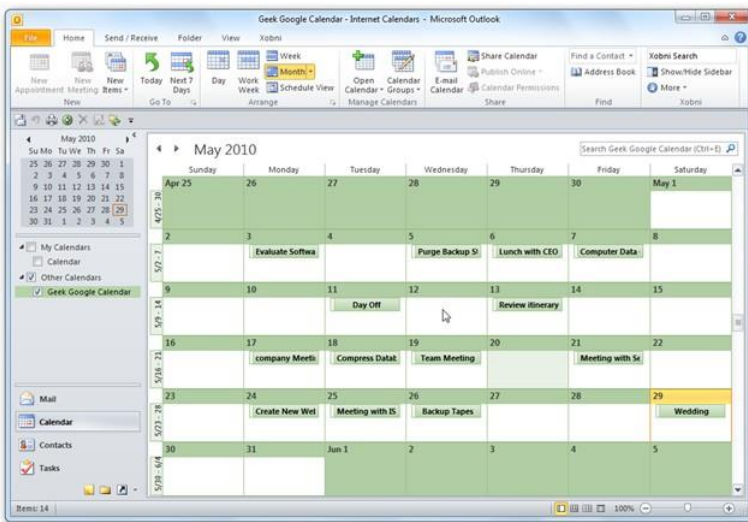 Geek Google Calendar - Internet Calendars - Microsoft Outlook
File Home Send / Receive Folder View Xobni
New Appointment New Meeting New Items
New
Today Next 7 Days
Go To
Day Work Week Week Month Schedule View
Arrange
Open Calendar Calendar Groups
Manage Calendars
E-mail Calendar Share Calendar Publish Online Calendar Permissions
Share
Find a Contact Address Book
Find
Xobni Search Show/Hide Sidebar More
Xobni
May 2010
Su Mo Tu We Th Fr Sa
25 26 27 28 29 30 1
2 3 4 5 6 7 8
9 10 11 12 13 14 15
16 17 18 19 20 21 22
23 24 25 26 27 28 29
30 31 1 2 3 4 5
My Calendars
Calendar
Other Calendars
Geek Google Calendar
Mail
Calendar
Contacts
Tasks
May 2010
Search Geek Google Calendar (Ctrl+E)
Sunday Monday Tuesday Wednesday Thursday Friday Saturday
4/25 - 30
Apr 25 26 27 28 29 30 May 1
5/2 - 7
2 3 4 5 6 7 8
Evaluate Softwa Purge Backup S Lunch with CEO Computer Data
5/9 - 14
9 10 11 12 13 14 15
Day Off Review itinerary
5/16 - 21
16 17 18 19 20 21 22
company Meeti Compress Datab Team Meeting Meeting with Se
5/23 - 28
23 24 25 26 27 28 29
Create New Wel Meeting with IS Backup Tapes Wedding
5/30 - 6/4
30 31 Jun 1 2 3 4 5
Items: 14
100%